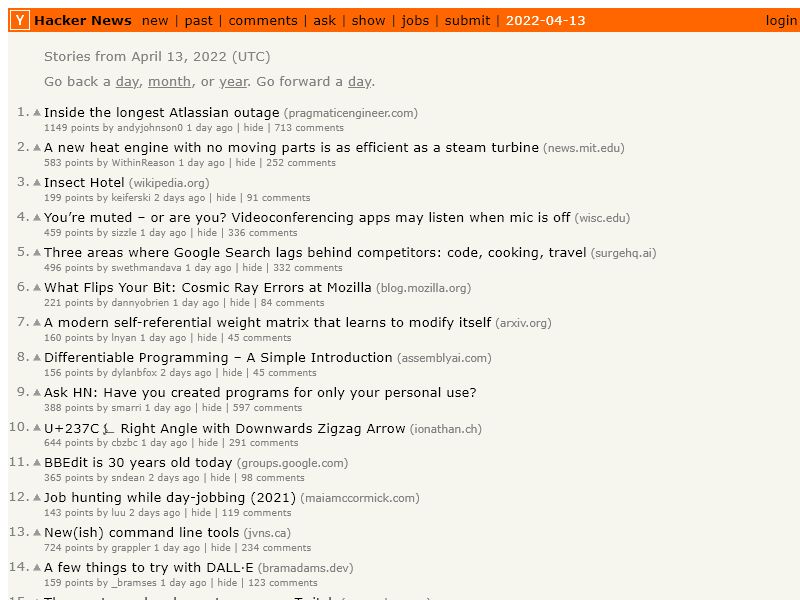 Y Hacker News new | past | comments | ask | show | jobs | submit | 2022-04-13 login
Stories from April 13, 2022 (UTC)
Go back a day, month, or year. Go forward a day.
1. Inside the longest Atlassian outage (pragmaticengineer.com)
1149 points by andyjohnson0 1 day ago | hide | 713 comments
2. A new heat engine with no moving parts is as efficient as a steam turbine (news.mit.edu)
583 points by WithinReason 1 day ago | hide | 252 comments
3. Insect Hotel (wikipedia.org)
199 points by keiferski 2 days ago | hide | 91 comments
4. You’re muted – or are you? Videoconferencing apps may listen when mic is off (wisc.edu)
459 points by sizzle 1 day ago | hide | 336 comments
5. Three areas where Google Search lags behind competitors: code, cooking, travel (surgehq.ai)
496 points by swethmandava 1 day ago | hide | 332 comments
6. What Flips Your Bit: Cosmic Ray Errors at Mozilla (blog.mozilla.org)
221 points by dannyobrien 1 day ago | hide | 84 comments
7. A modern self-referential weight matrix that learns to modify itself (arxiv.org)
160 points by lnyan 1 day ago | hide | 45 comments
8. Differentiable Programming – A Simple Introduction (assemblyai.com)
156 points by dylanbfox 2 days ago | hide | 45 comments
9. Ask HN: Have you created programs for only your personal use?
388 points by smarri 1 day ago | hide | 597 comments
10. U+237C ⍼ Right Angle with Downwards Zigzag Arrow (ionathan.ch)
644 points by cbzbc 1 day ago | hide | 291 comments
11. BBEdit is 30 years old today (groups.google.com)
365 points by sndean 2 days ago | hide | 98 comments
12. Job hunting while day-jobbing (2021) (maiamccormick.com)
143 points by luu 2 days ago | hide | 119 comments
13. New(ish) command line tools (jvns.ca)
724 points by grappler 1 day ago | hide | 234 comments
14. A few things to try with DALL·E (bramadams.dev)
159 points by _bramses 1 day ago | hide | 123 comments